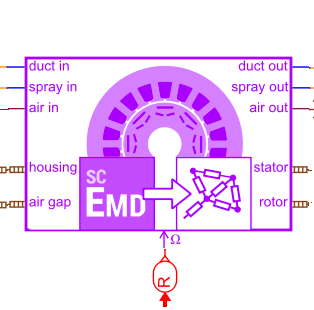 duct in
duct out
spray in
spray out
air in
air out
housing
stator
SC
EMD
air gap
rotor
Ω
R